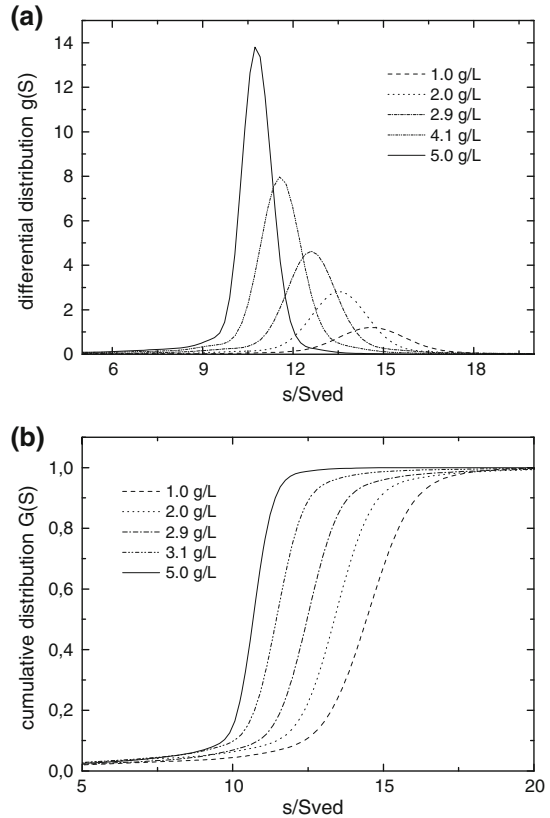 (a)
differential distribution g(S)
14
12
10
8
6
4
2
0
1.0 g/L
2.0 g/L
2.9 g/L
4.1 g/L
5.0 g/L
6 9 12 15 18
s/Sved
(b)
cumulative distribution G(S)
1,0
0,8
0,6
0,4
0,2
0,0
1.0 g/L
2.0 g/L
2.9 g/L
3.1 g/L
5.0 g/L
5 10 15 20
s/Sved